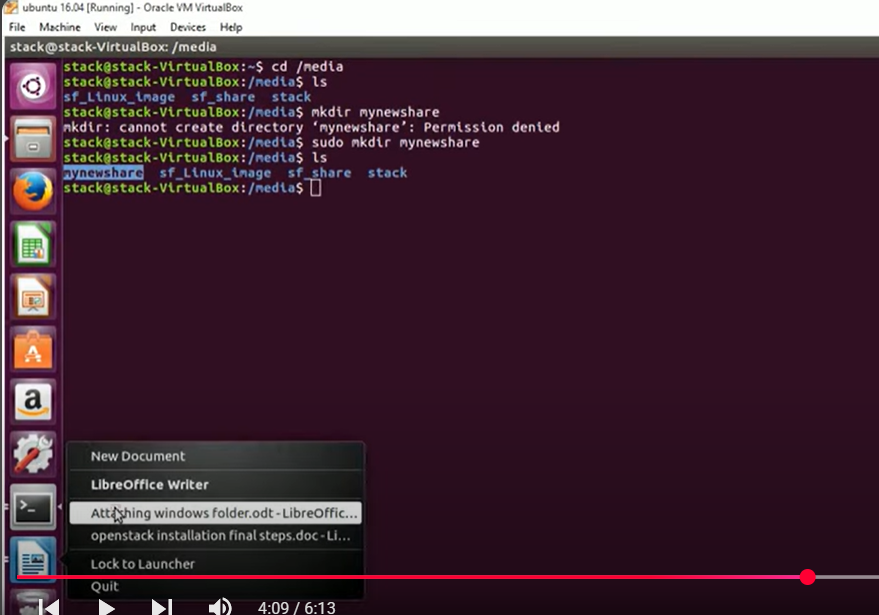 ubuntu 16.04 [Running] - Oracle VM VirtualBox
File Machine View Input Devices Help
stack@stack-VirtualBox: /media
stack@stack-VirtualBox:~$ cd /media
stack@stack-VirtualBox:/media$ ls
sf_Linux_image sf_share stack
stack@stack-VirtualBox:/media$ mkdir mynewshare
mkdir: cannot create directory ‘mynewshare’: Permission denied
stack@stack-VirtualBox:/media$ sudo mkdir mynewshare
stack@stack-VirtualBox:/media$ ls
mynewshare sf_Linux_image sf_share stack
stack@stack-VirtualBox:/media$
New Document
LibreOffice Writer
Attaching windows folder.odt - LibreOffic...
openstack installation final steps.doc - Li...
Lock to Launcher
Quit
4:09 / 6:13